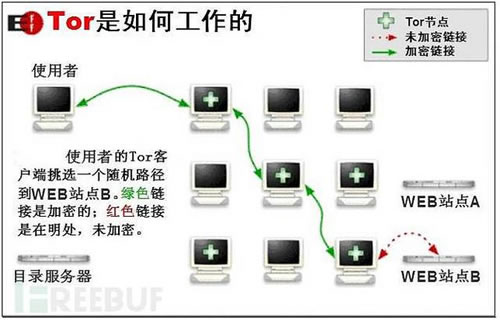 EFF Tor是如何工作的
Tor节点
未加密链接
加密链接
使用者
使用者的Tor客
户端挑选一个随机路径
到WEB站点B。绿色链
接是加密的；红色链接
是在明处，未加密。
WEB站点A
目录服务器
WEB站点B
FREEBUF